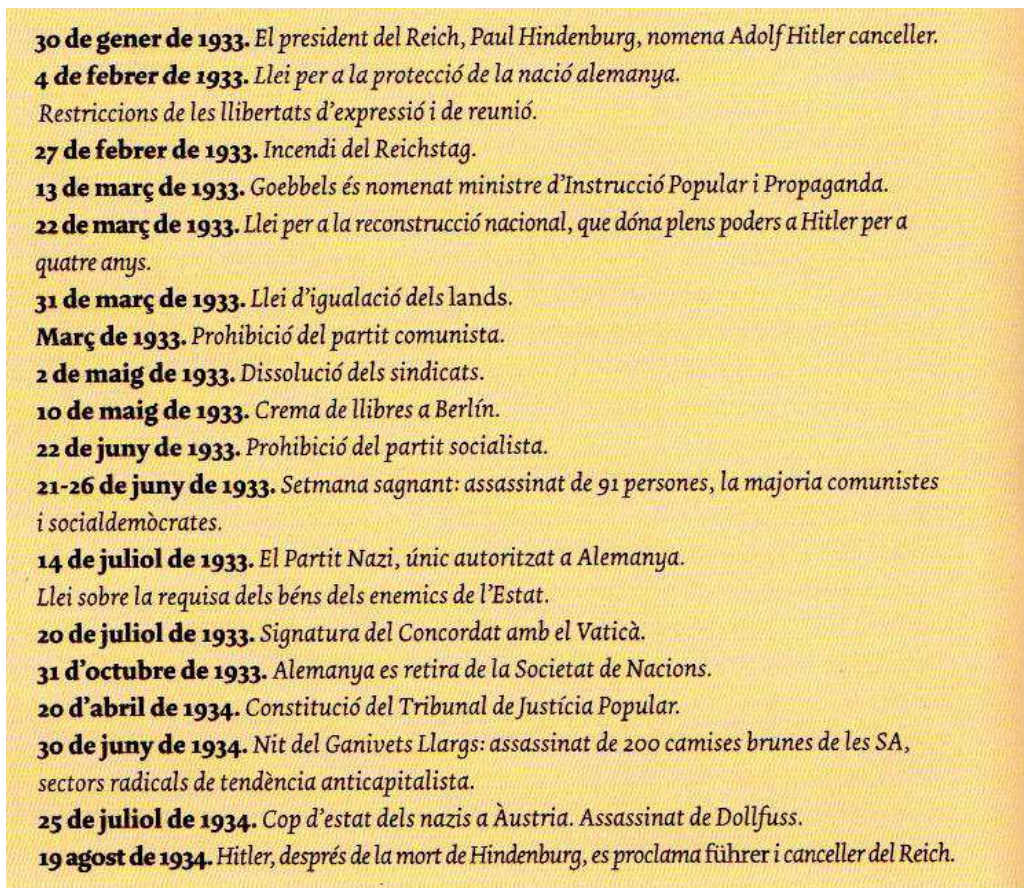 30 de gener de 1933. El president del Reich, Paul Hindenburg, nomena Adolf Hitler canceller.
4 de febrer de 1933. Llei per a la protecció de la nació alemanya.
Restriccions de les llibertats d'expressió i de reunió.
27 de febrer de 1933. Incendi del Reichstag.
13 de març de 1933. Goebbels és nomenat ministre d'Instrucció Popular i Propaganda.
22 de març de 1933. Llei per a la reconstrucció nacional, que dóna plens poders a Hitler per a
quatre anys.
31 de març de 1933. Llei d'igualació dels lands.
Març de 1933. Prohibició del partit comunista.
2 de maig de 1933. Dissolució dels sindicats.
10 de maig de 1933. Crema de llibres a Berlín.
22 de juny de 1933. Prohibició del partit socialista.
21-26 de juny de 1933. Setmana sagnant: assassinat de 91 persones, la majoria comunistes
i socialdemòcrates.
14 de juliol de 1933. El Partit Nazi, únic autoritzat a Alemanya.
Llei sobre la requisa dels béns dels enemics de l'Estat.
20 de juliol de 1933. Signatura del Concordat amb el Vaticà.
31 d'octubre de 1933. Alemanya es retira de la Societat de Nacions.
20 d'abril de 1934. Constitució del Tribunal de Justícia Popular.
30 de juny de 1934. Nit del Ganivets Llargs: assassinat de 200 camises brunes de les SA,
sectors radicals de tendència anticapitalista.
25 de juliol de 1934. Cop d'estat dels nazis a Àustria. Assassinat de Dollfuss.
19 agost de 1934. Hitler, després de la mort de Hindenburg, es proclama führer i canceller del Reich.